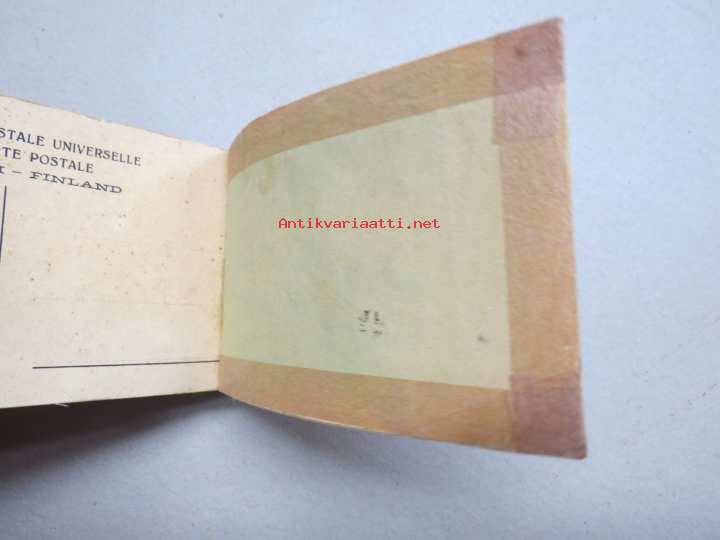 STALE UNIVERSELLE
TE POSTALE
I – FINLAND
Antikvariaatti.net